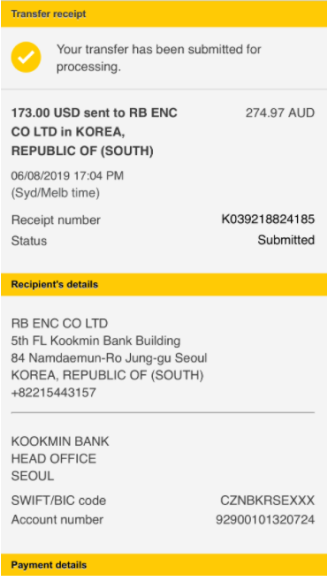 Transfer receipt
Your transfer has been submitted for
processing.
173.00 USD sent to RB ENC 274.97 AUD
CO LTD in KOREA,
REPUBLIC OF (SOUTH)
06/08/2019 17:04 PM
(Syd/Melb time)
Receipt number K039218824185
Status Submitted
Recipient's details
RB ENC CO LTD
5th FL Kookmin Bank Building
84 Namdaemun-Ro Jung-gu Seoul
KOREA, REPUBLIC OF (SOUTH)
+82215443157
KOOKMIN BANK
HEAD OFFICE
SEOUL
SWIFT/BIC code CZNBKRSEXXX
Account number 92900101320724
Payment details